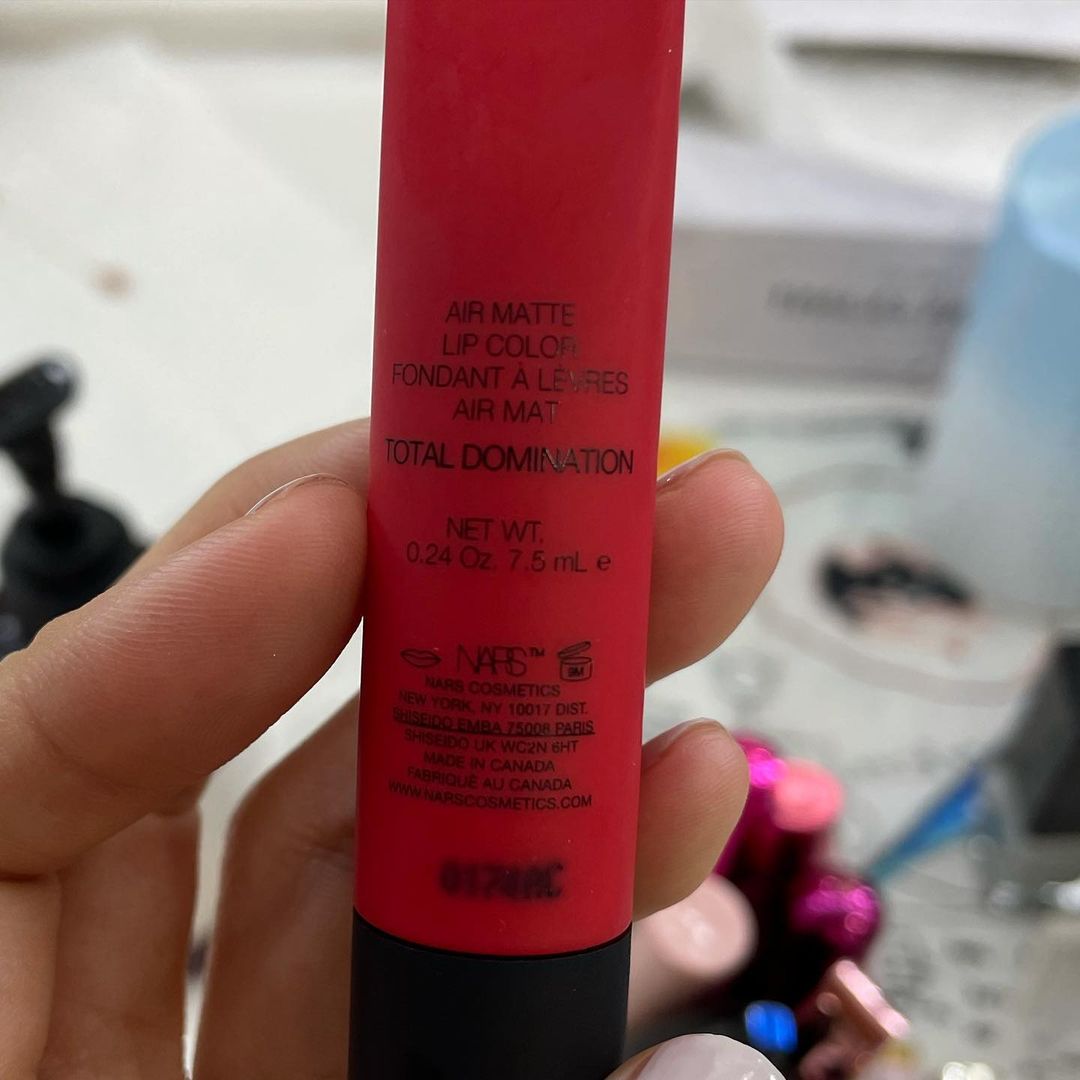 AIR MATTE
LIP COLOR
FONDANT À LÈVRES
AIR MAT
TOTAL DOMINATION
NET WT.
0.24 Oz. 7.5 mL e
NARS™ 9M
NARS COSMETICS
NEW YORK, NY 10017 DIST.
SHISEIDO EMBA 75008 PARIS
SHISEIDO UK WC2N 6HT
MADE IN CANADA
FABRIQUÉ AU CANADA
WWW.NARSCOSMETICS.COM